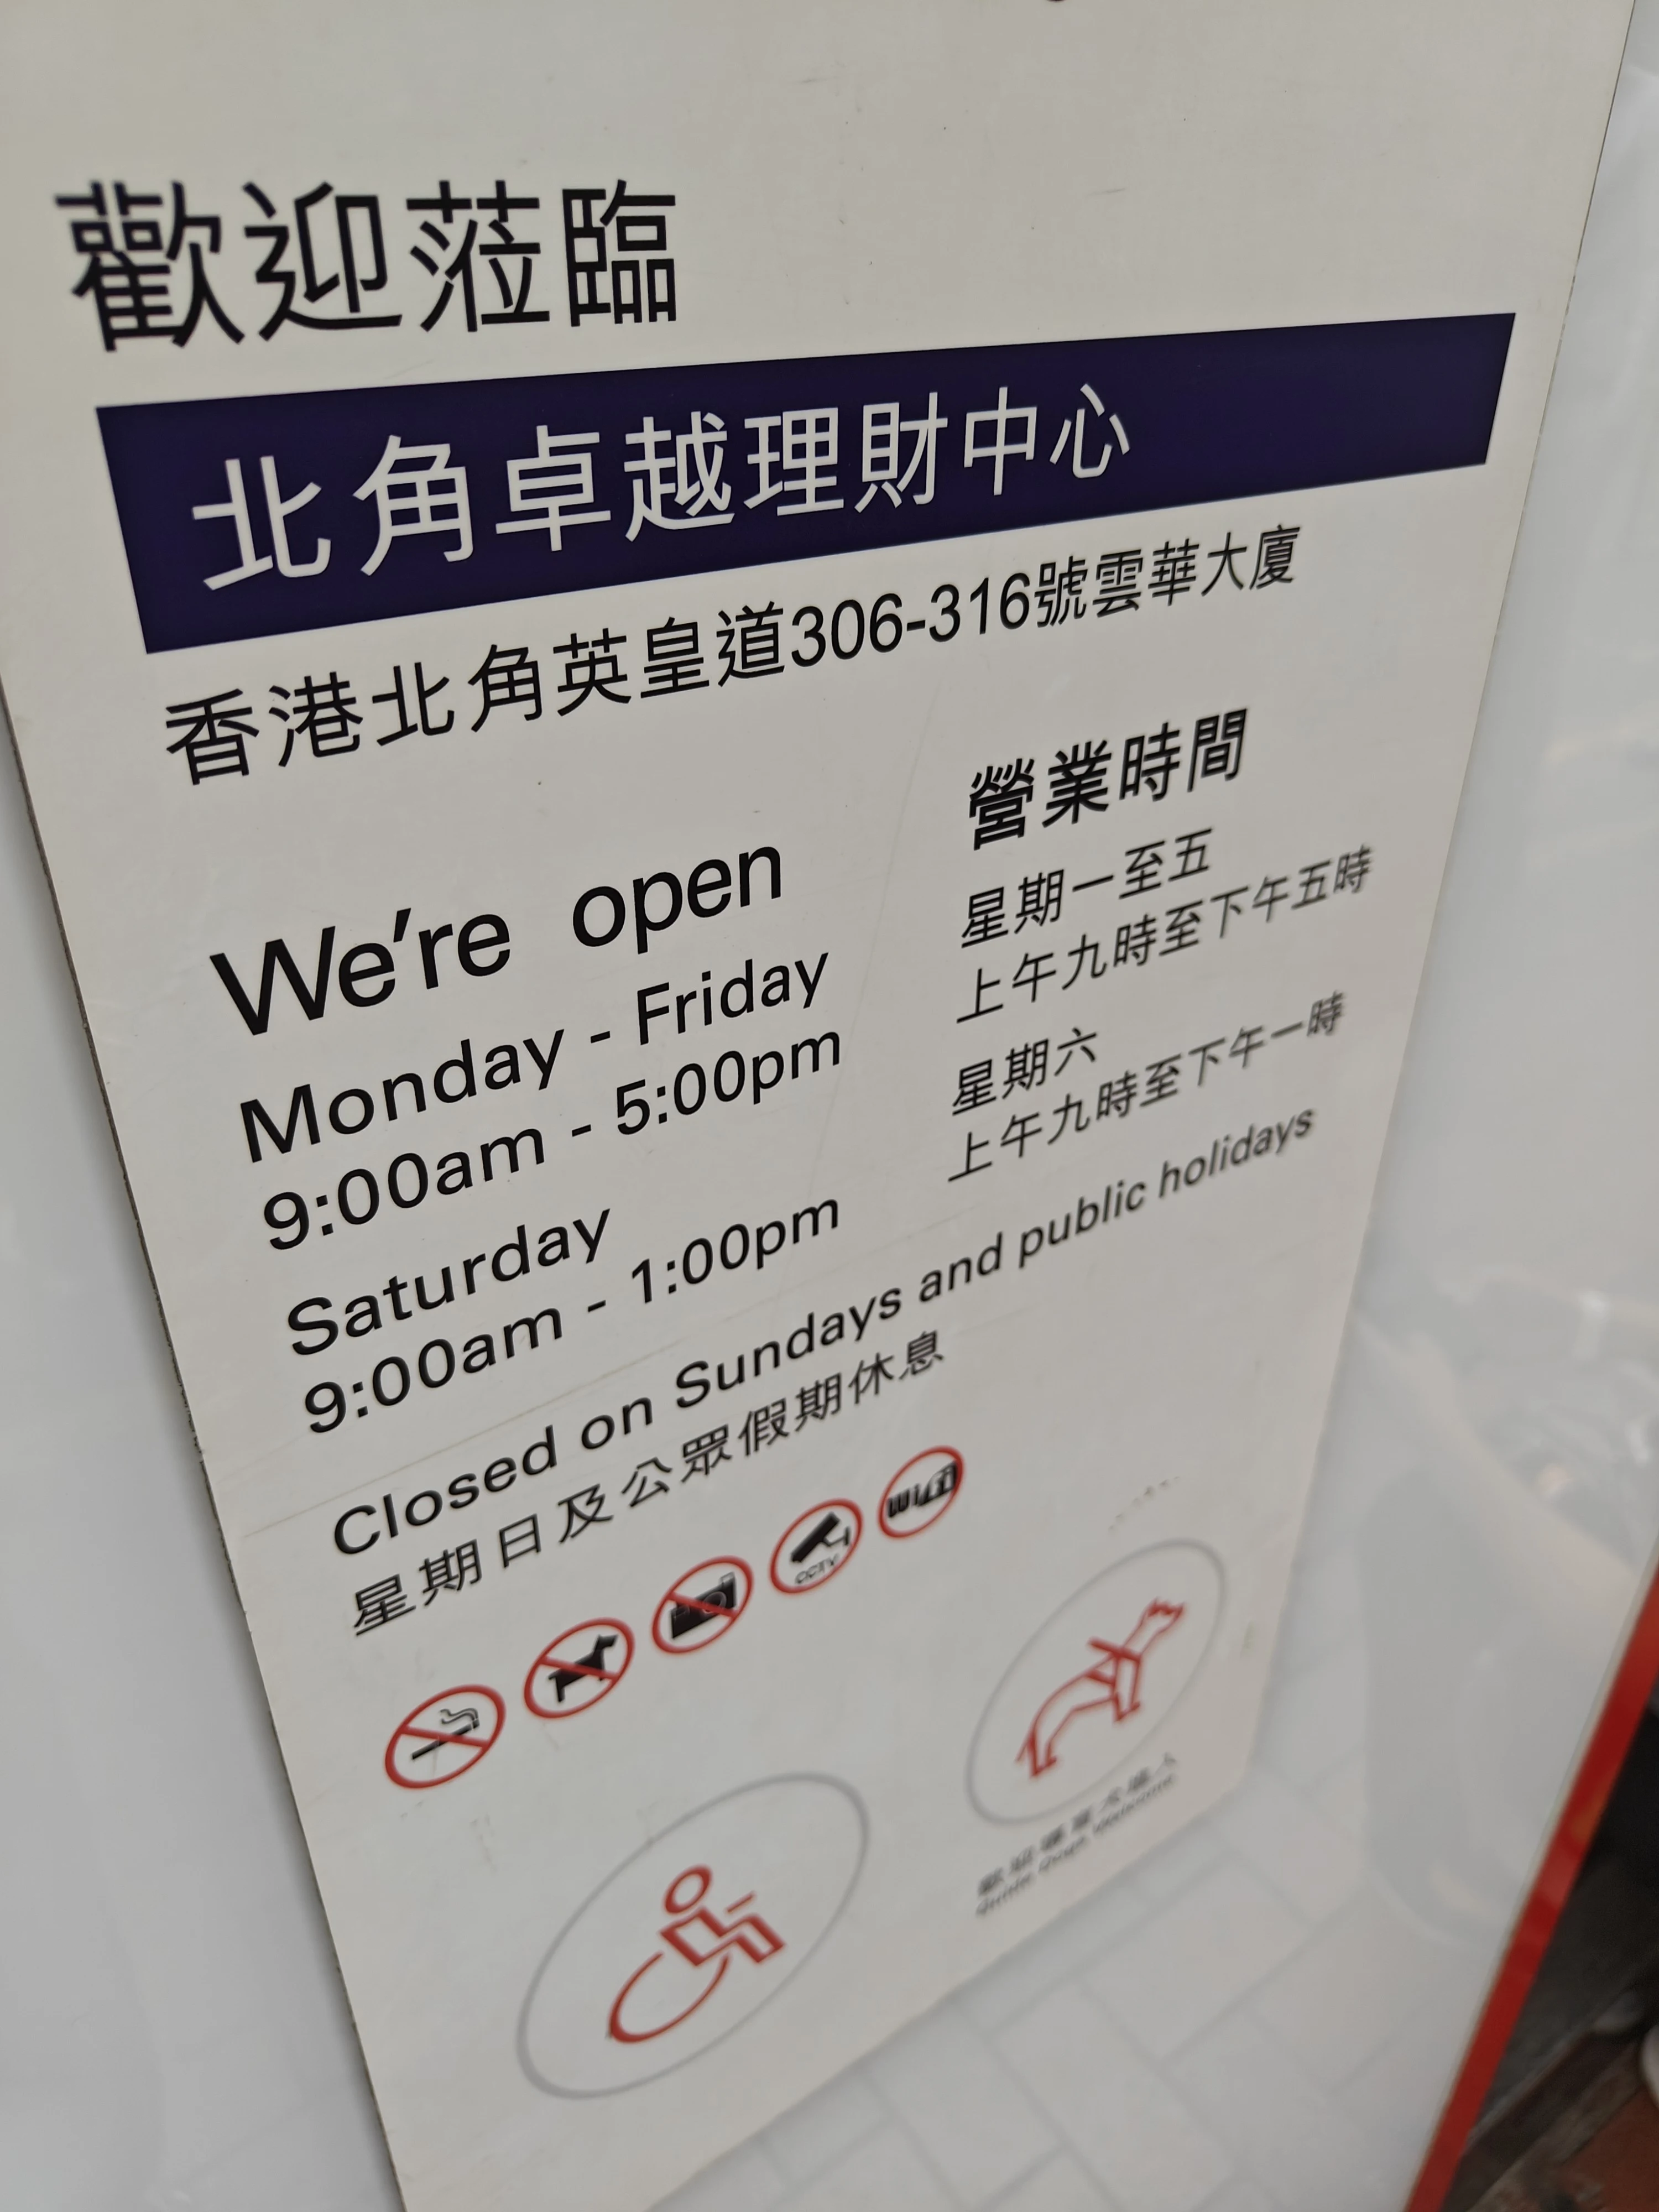 歡迎蒞臨
北角卓越理財中心
香港北角英皇道306-316號雲華大廈
We're open
Monday - Friday
9:00am - 5:00pm
Saturday
9:00am - 1:00pm
營業時間
星期一至五
上午九時至下午五時
星期六
上午九時至下午一時
Closed on Sundays and public holidays
星期日及公眾假期休息
CCTV
WiFi
Guide Dogs Welcome